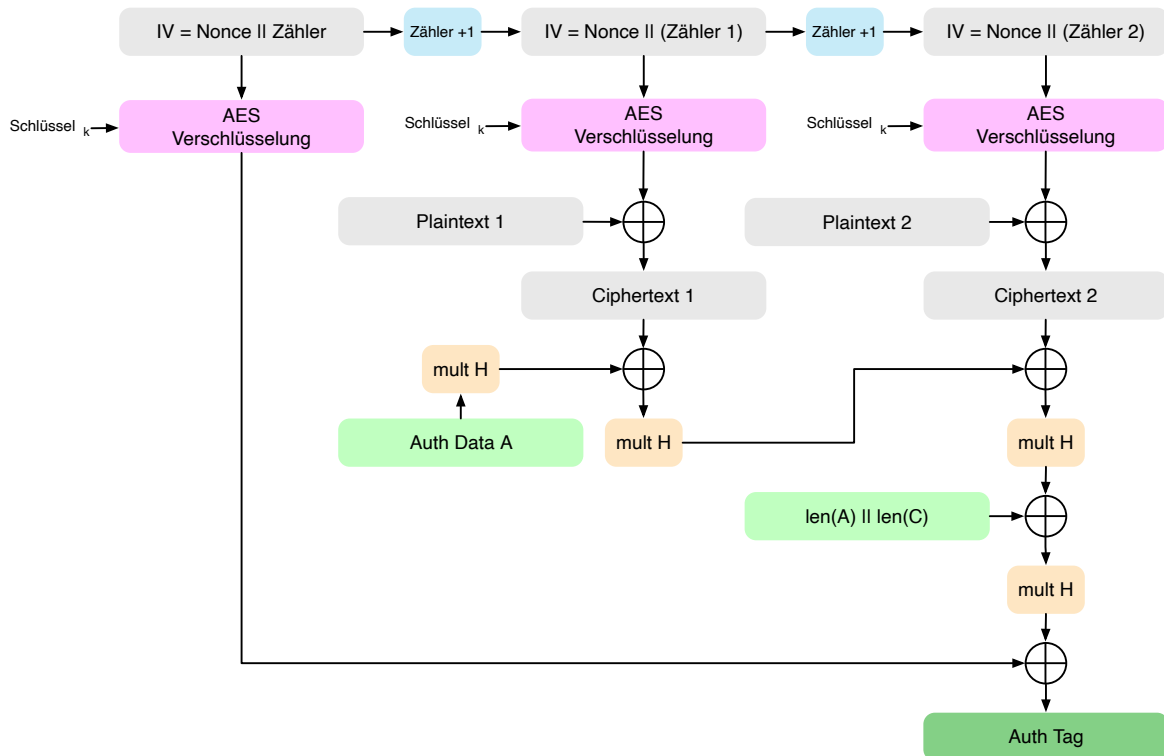 IV = Nonce || Zähler
Zähler +1
IV = Nonce || (Zähler 1)
Zähler +1
IV = Nonce || (Zähler 2)
Schlüssel k
AES
Verschlüsselung
Schlüssel k
AES
Verschlüsselung
Schlüssel k
AES
Verschlüsselung
Plaintext 1
Plaintext 2
Ciphertext 1
Ciphertext 2
mult H
Auth Data A
mult H
mult H
len(A) || len(C)
mult H
Auth Tag